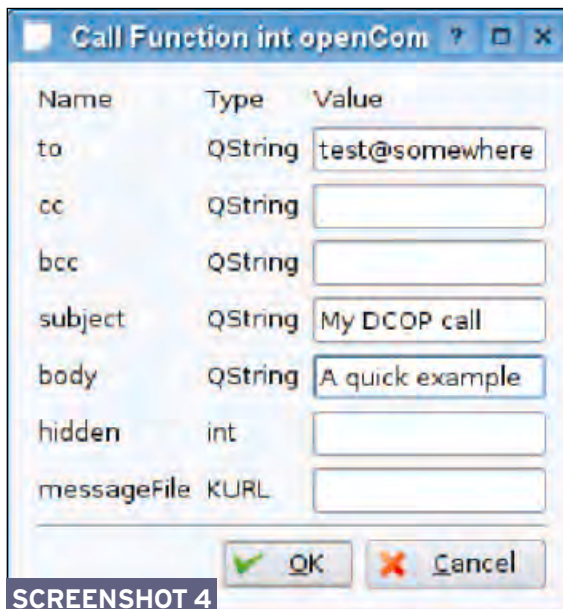 Call Function int openCom ?
Name Type Value
to QString test@somewhere
cc QString
bcc QString
subject QString My DCOP call
body QString A quick example
hidden int
messageFile KURL
OK Cancel
SCREENSHOT 4